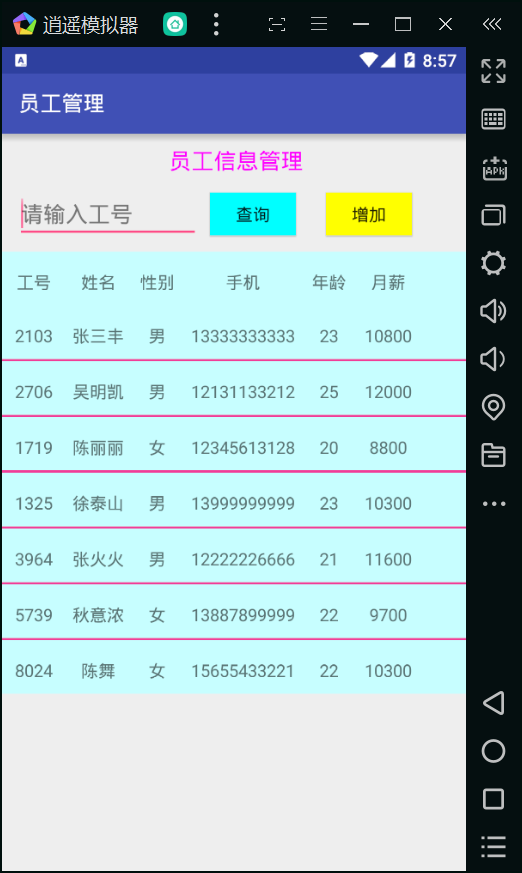 逍遥模拟器
A 8:57
员工管理
员工信息管理
请输入工号 查询 增加
工号 姓名 性别 手机 年龄 月薪
2103 张三丰 男 13333333333 23 10800
2706 吴明凯 男 12131133212 25 12000
1719 陈丽丽 女 12345613128 20 8800
1325 徐泰山 男 13999999999 23 10300
3964 张火火 男 12222226666 21 11600
5739 秋意浓 女 13887899999 22 9700
8024 陈舞 女 15655433221 22 10300
APK